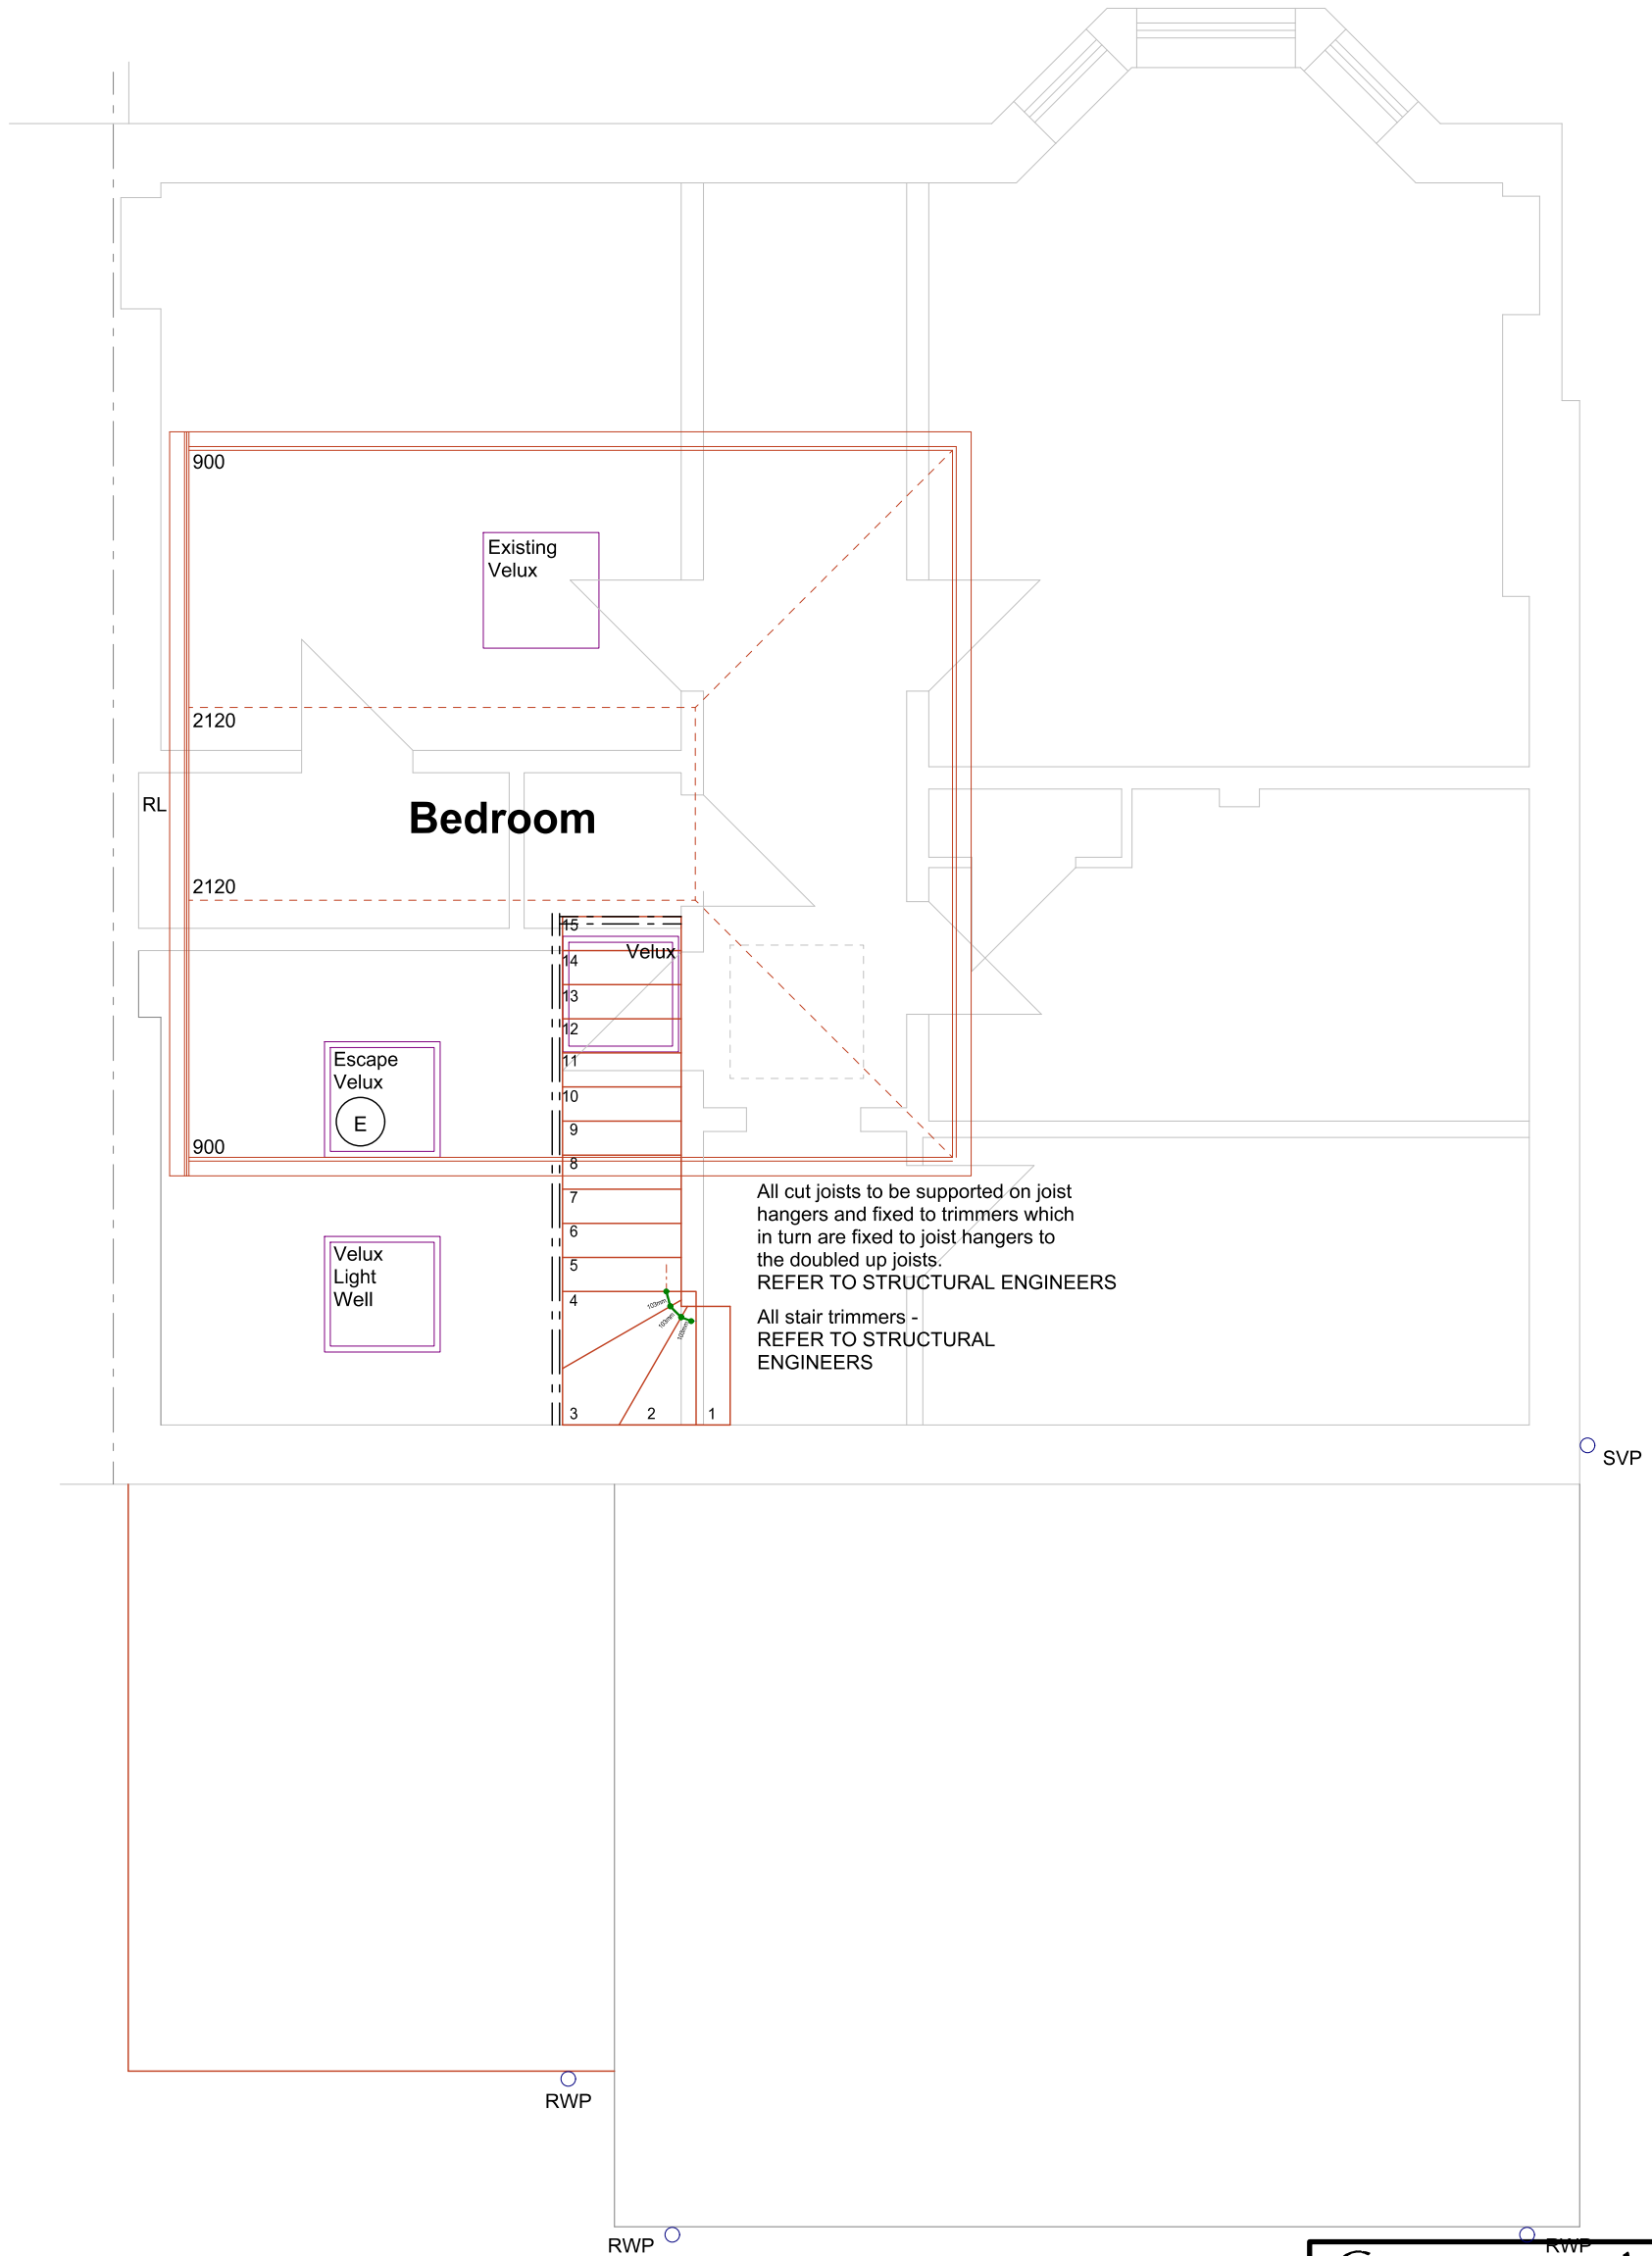 900
Existing
Velux
2120
RL
Bedroom
2120
15
Velux
14
13
12
11
10
9
8
7
6
5
4
3
2
1
Escape
Velux
E
900
Velux
Light
Well
103mm
103mm
103mm
All cut joists to be supported on joist
hangers and fixed to trimmers which
in turn are fixed to joist hangers to
the doubled up joists.
REFER TO STRUCTURAL ENGINEERS
All stair trimmers -
REFER TO STRUCTURAL
ENGINEERS
SVP
RWP
RWP
RWP